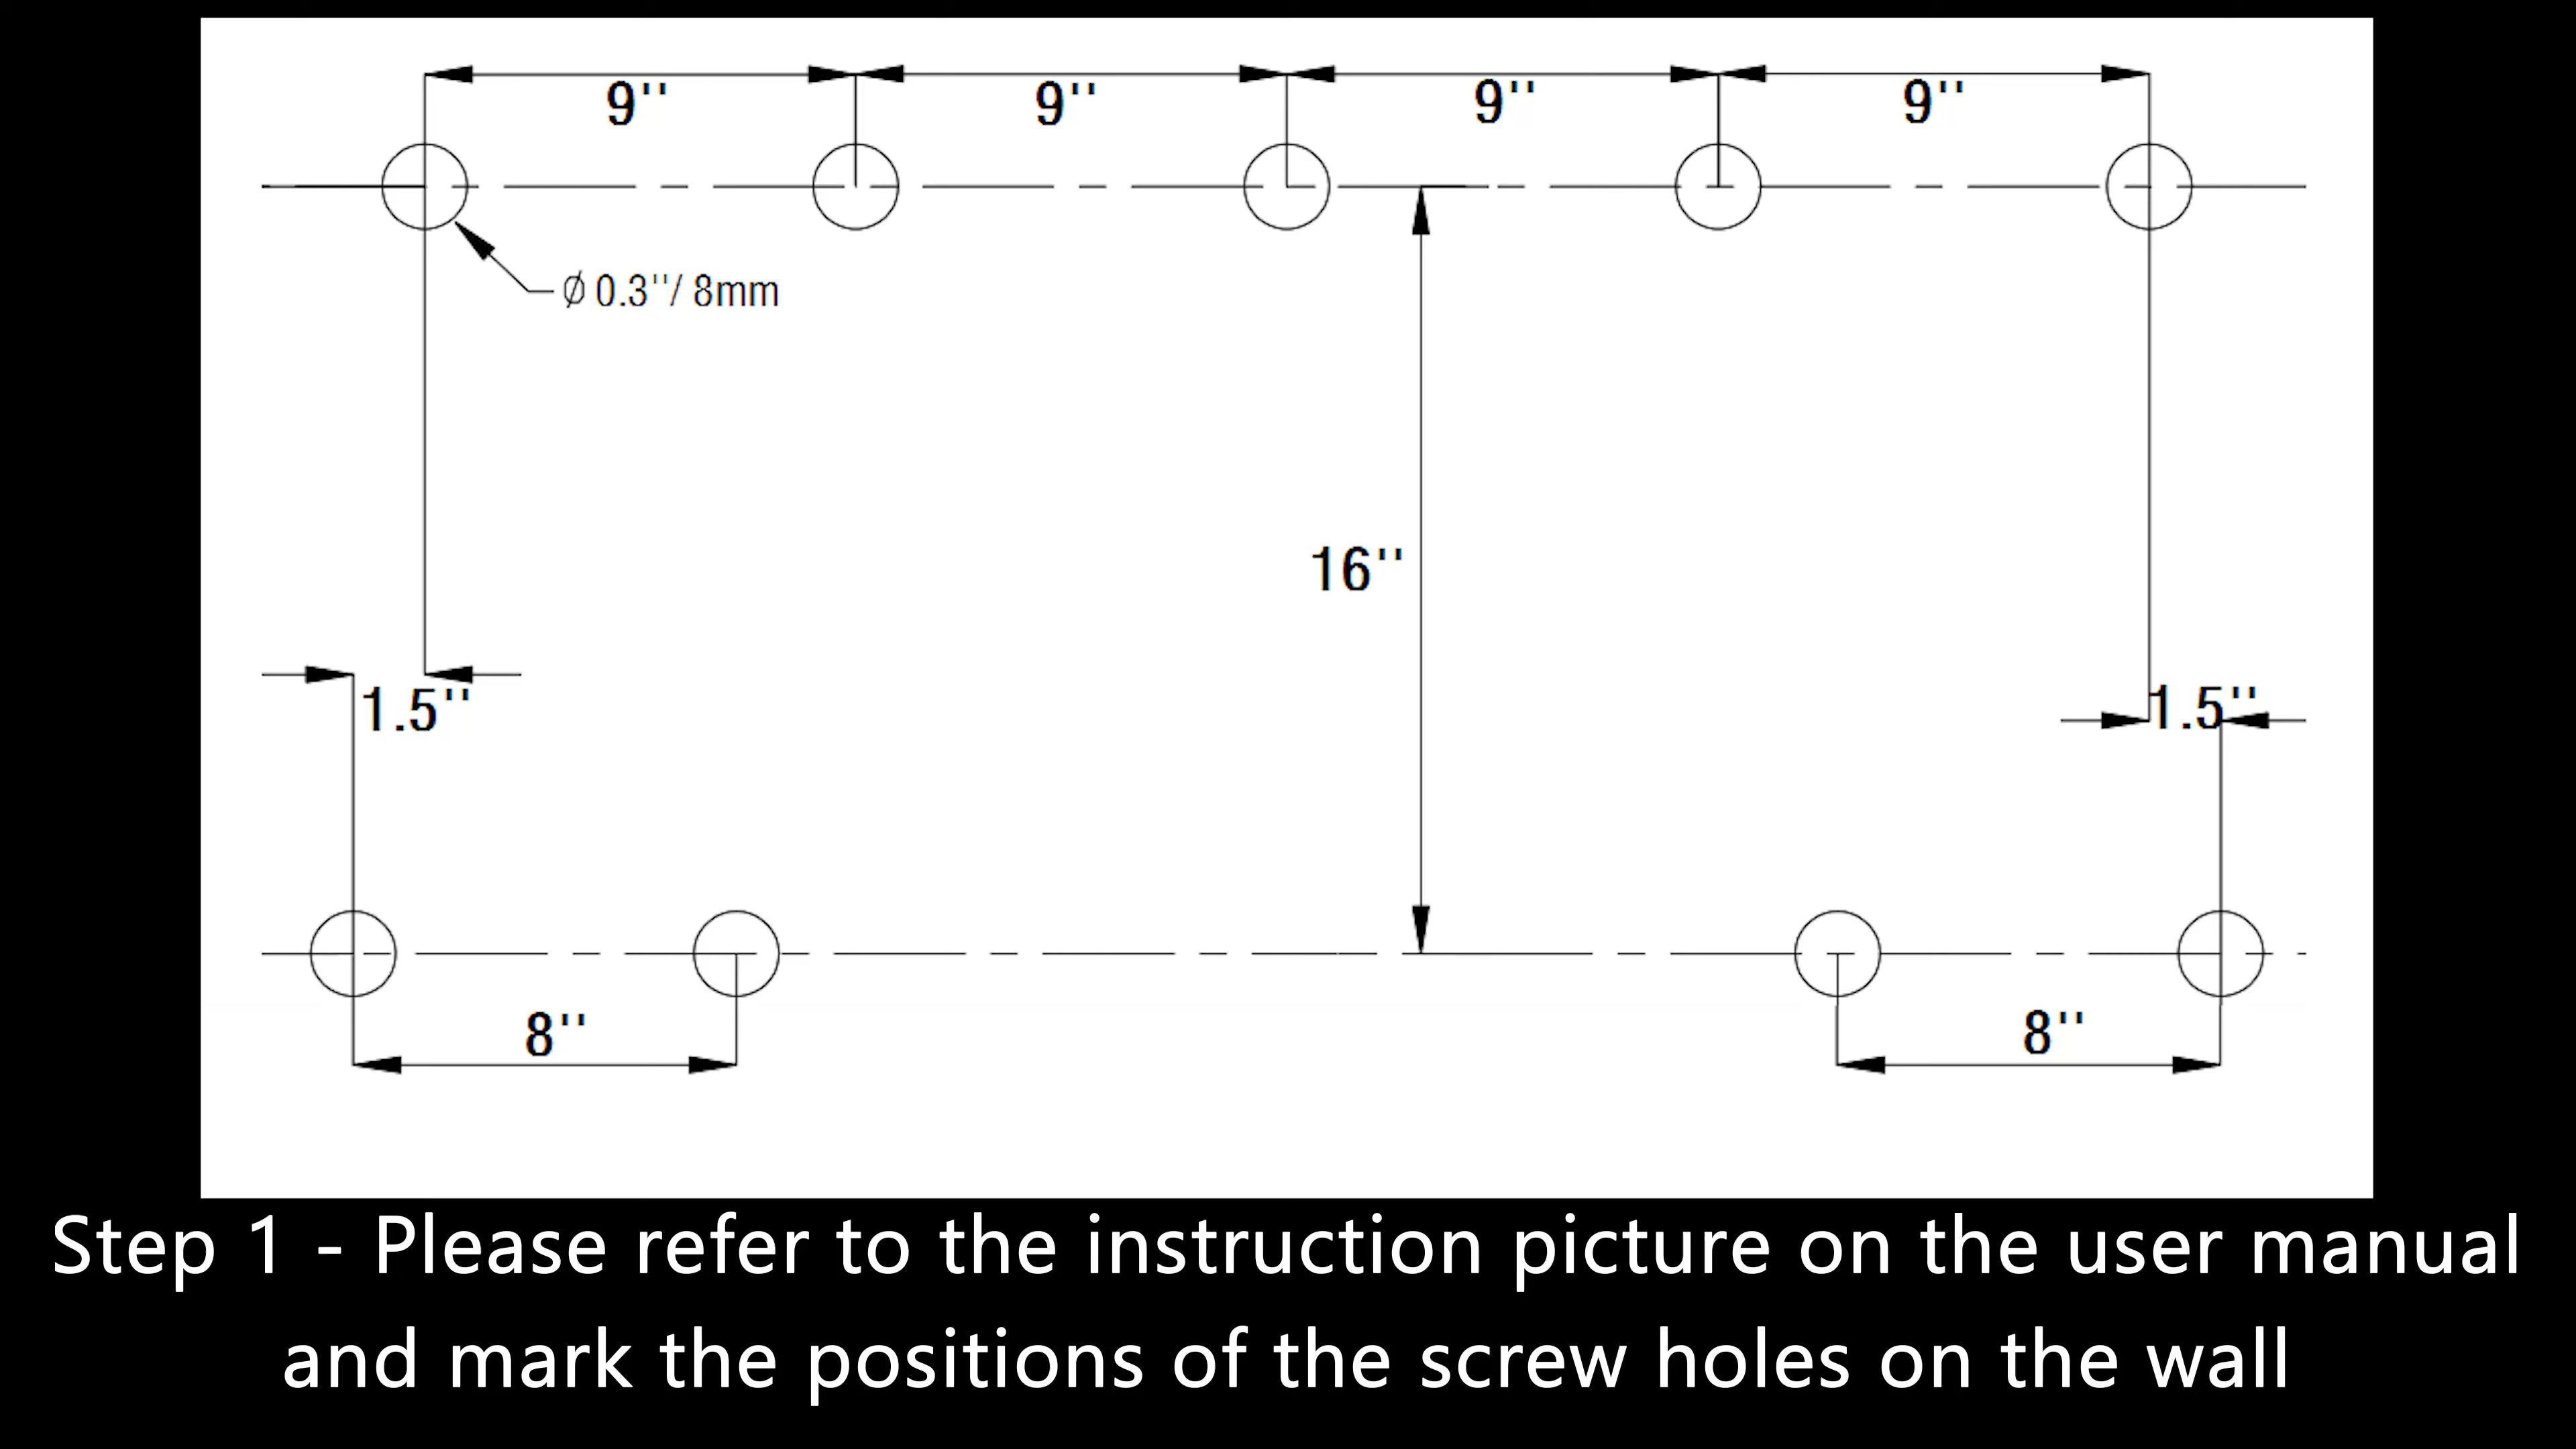 9'' 9'' 9'' 9''
Ø 0.3''/ 8mm
16''
1.5'' 1.5''
8'' 8''
Step 1 - Please refer to the instruction picture on the user manual
and mark the positions of the screw holes on the wall